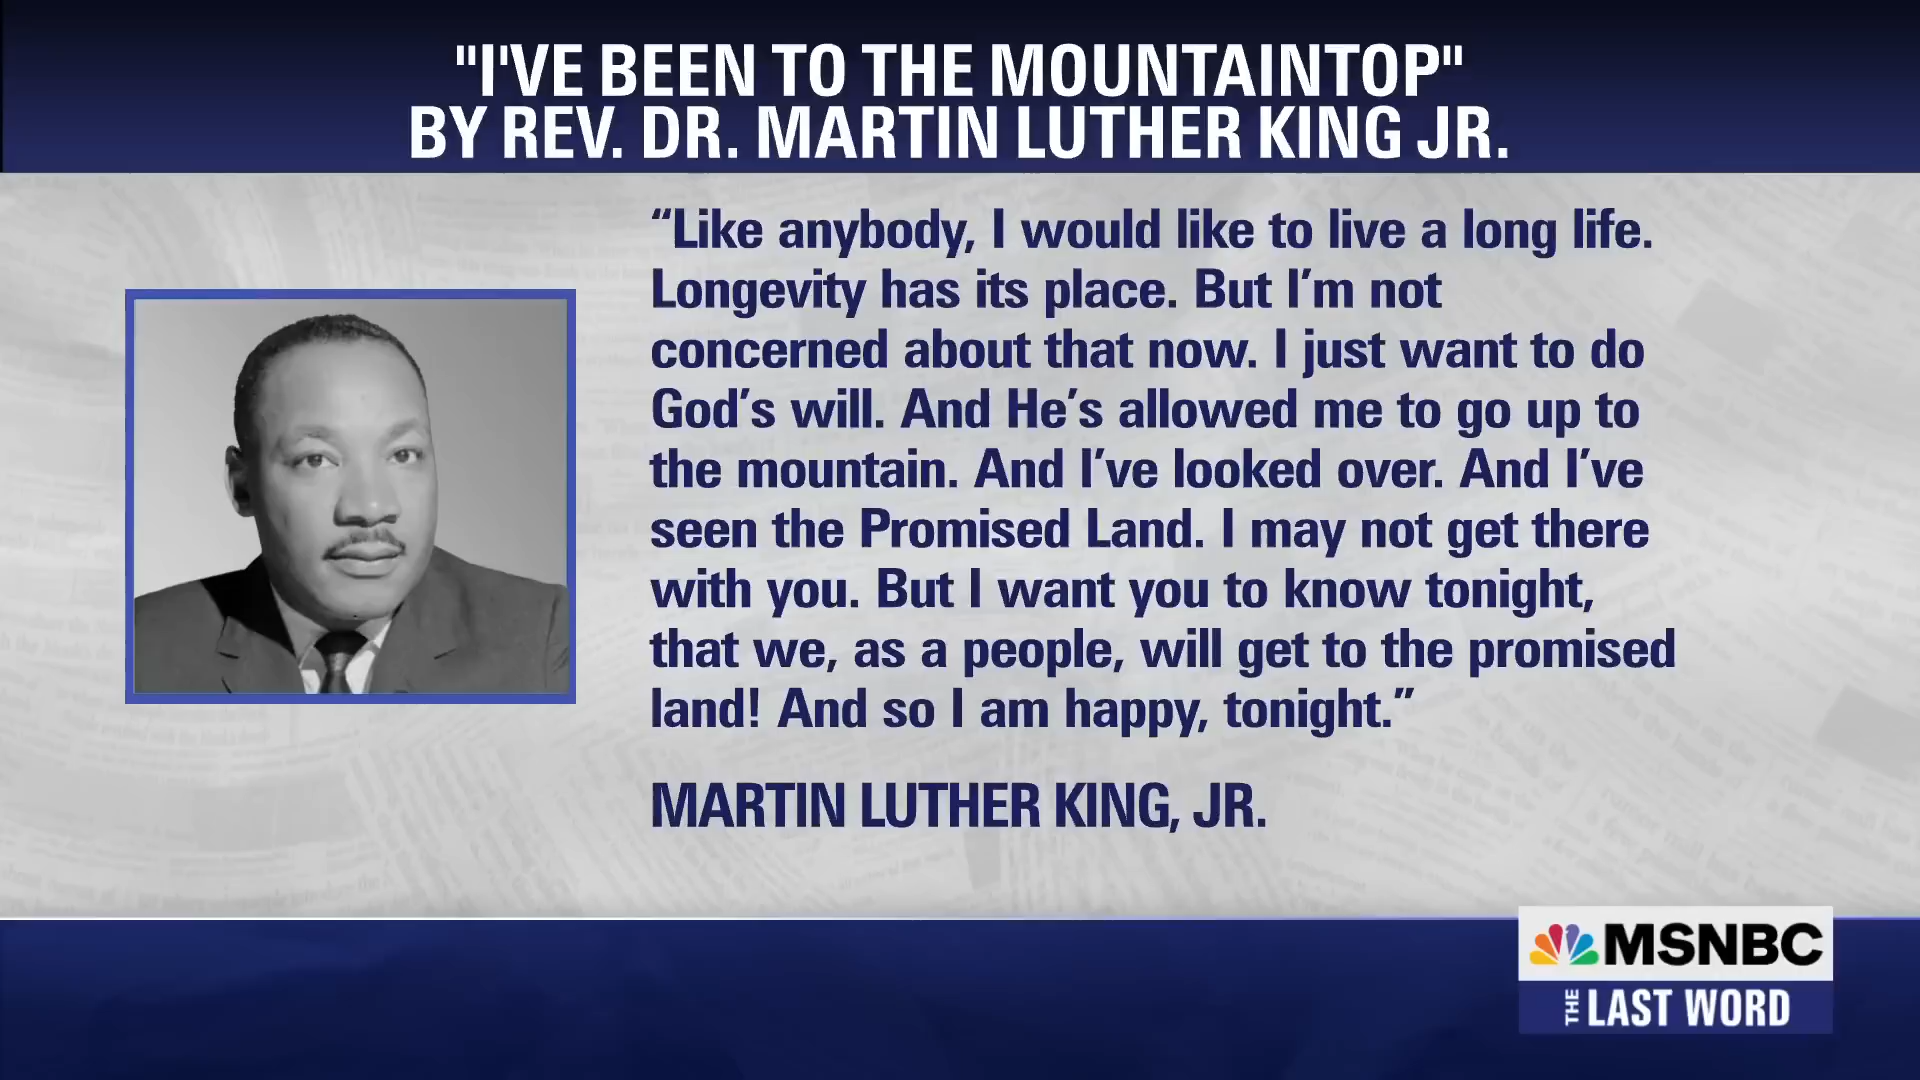 "I'VE BEEN TO THE MOUNTAINTOP"
BY REV. DR. MARTIN LUTHER KING JR.
“Like anybody, I would like to live a long life.
Longevity has its place. But I’m not
concerned about that now. I just want to do
God’s will. And He’s allowed me to go up to
the mountain. And I’ve looked over. And I’ve
seen the Promised Land. I may not get there
with you. But I want you to know tonight,
that we, as a people, will get to the promised
land! And so I am happy, tonight.”
MARTIN LUTHER KING, JR.
MSNBC
THE LAST WORD